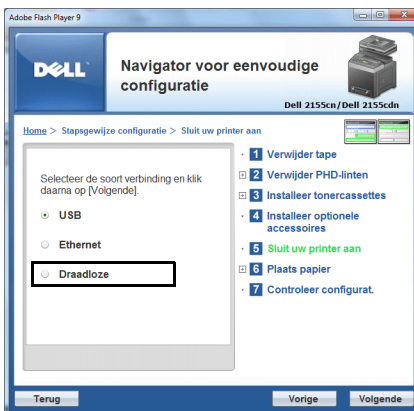 Adobe Flash Player 9
DELL
Navigator voor eenvoudige
configuratie
Dell 2155cn/Dell 2155cdn
Home > Stapsgewijze configuratie > Sluit uw printer aan
Selecteer de soort verbinding en klik
daarna op [Volgende].
USB
Ethernet
Draadloze
1 Verwijder tape
2 Verwijder PHD-linten
3 Installeer tonercassettes
4 Installeer optionele
accessoires
5 Sluit uw printer aan
6 Plaats papier
7 Controleer configurat.
Terug
Vorige
Volgende